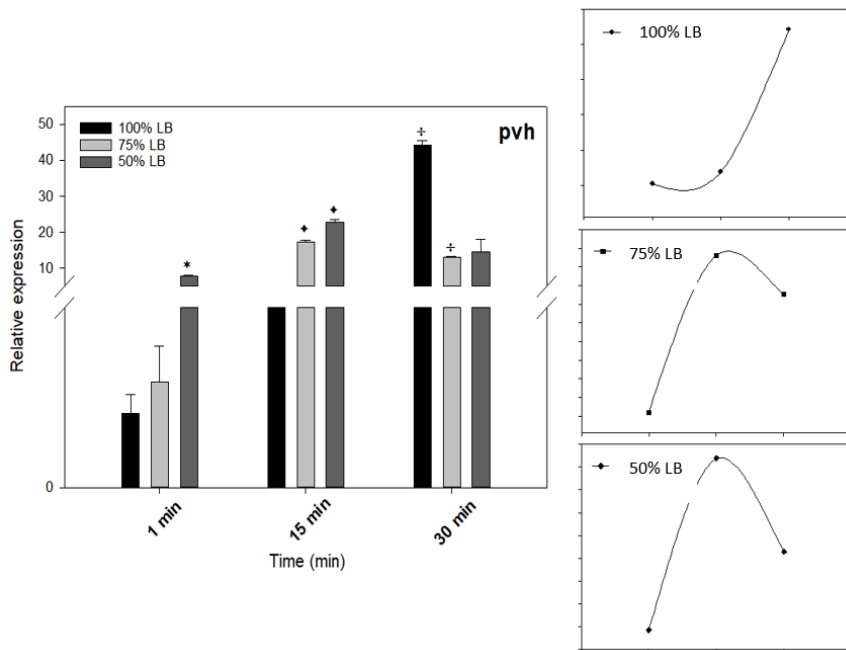 pvh
100% LB
75% LB
50% LB
Relative expression
50
40
30
20
10
0
* ✦ ✦ ÷ ÷
1 min
15 min
30 min
Time (min)
100% LB
75% LB
50% LB